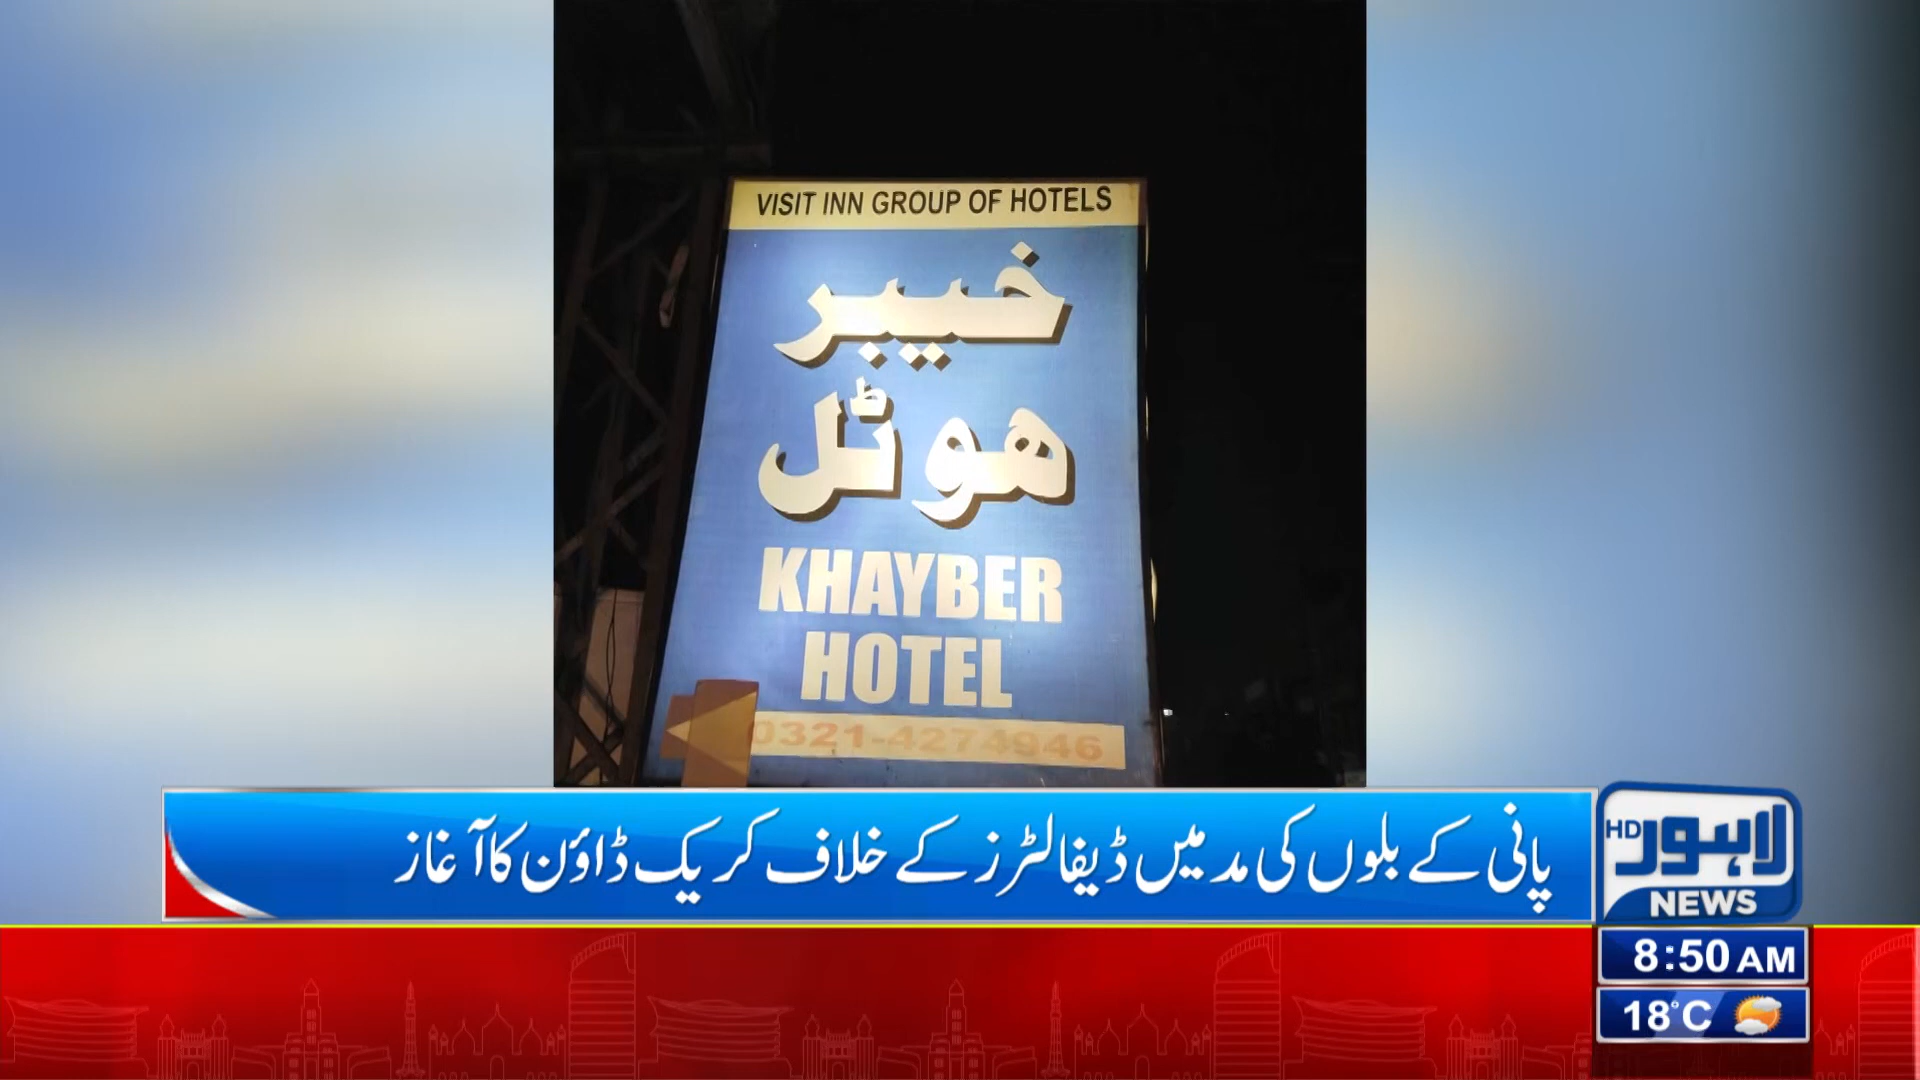 VISIT INN GROUP OF HOTELS
خیبر
ھوٹل
KHAYBER
HOTEL
0321-4274946
پانی کے بلوں کی مد میں ڈیفالٹرز کے خلاف کریک ڈاؤن کا آغاز
لاہور HD
NEWS
8:50 AM
18°C